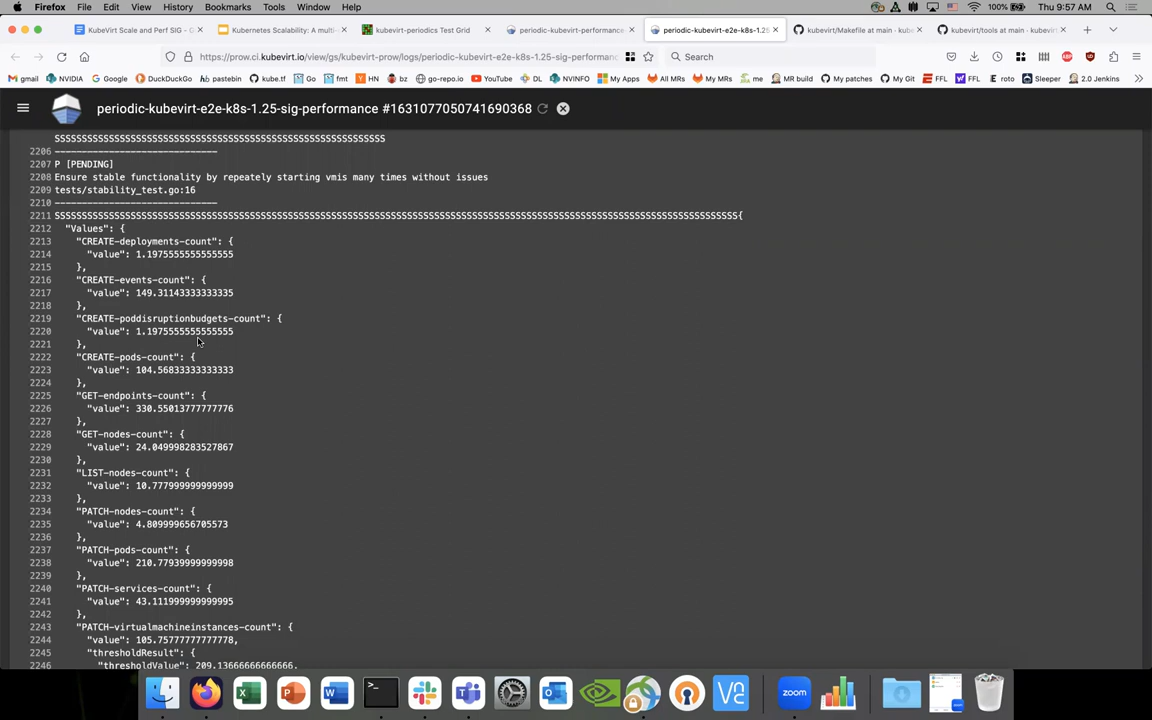 Firefox File Edit View History Bookmarks Tools Window Help 100% Thu 9:57 AM
KubeVirt Scale and Perf SIG - G
Kubernetes Scalability: A multi-
kubevirt-periodics Test Grid
periodic-kubevirt-performance
periodic-kubevirt-e2e-k8s-1.25
kubevirt/Makefile at main · kube
kubevirt/tools at main · kubevirt
https://prow.ci.kubevirt.io/view/gs/kubevirt-prow/logs/periodic-kubevirt-e2e-k8s-1.25-sig-performanc
Search
gmail NVIDIA Google DuckDuckGo pastebin kube.tf Goo fmt HN bz go-repo.io YouTube DL NVINFO My Apps All MRs My MRs me MR build My patches My Git FFL FFL roto Sleeper 2.0 Jenkins
periodic-kubevirt-e2e-k8s-1.25-sig-performance #1631077050741690368
SSSSSSSSSSSSSSSSSSSSSSSSSSSSSSSSSSSSSSSSSSSSSSSSSSSSSSSSSSSSSS
2206 ------------------------------
2207 P [PENDING]
2208 Ensure stable functionality by repeately starting vmis many times without issues
2209 tests/stability_test.go:16
2210 ------------------------------
2211 SSSSSSSSSSSSSSSSSSSSSSSSSSSSSSSSSSSSSSSSSSSSSSSSSSSSSSSSSSSSSSSSSSSSSSSSSSSSSSSSSSSSSSSSSSSSSSSSSSSSSSSSSSSSSSSSSSSSSSSSSSSSSSSS{
2212 "Values": {
2213 "CREATE-deployments-count": {
2214 "value": 1.1975555555555555
2215 },
2216 "CREATE-events-count": {
2217 "value": 149.31143333333335
2218 },
2219 "CREATE-poddisruptionbudgets-count": {
2220 "value": 1.1975555555555555
2221 },
2222 "CREATE-pods-count": {
2223 "value": 104.56833333333333
2224 },
2225 "GET-endpoints-count": {
2226 "value": 330.55013777777776
2227 },
2228 "GET-nodes-count": {
2229 "value": 24.049998283527867
2230 },
2231 "LIST-nodes-count": {
2232 "value": 10.777999999999999
2233 },
2234 "PATCH-nodes-count": {
2235 "value": 4.809999656705573
2236 },
2237 "PATCH-pods-count": {
2238 "value": 210.77939999999998
2239 },
2240 "PATCH-services-count": {
2241 "value": 43.111999999999995
2242 },
2243 "PATCH-virtualmachineinstances-count": {
2244 "value": 105.75777777777778,
2245 "thresholdResult": {
2246 "thresholdValue": 209.13666666666666,